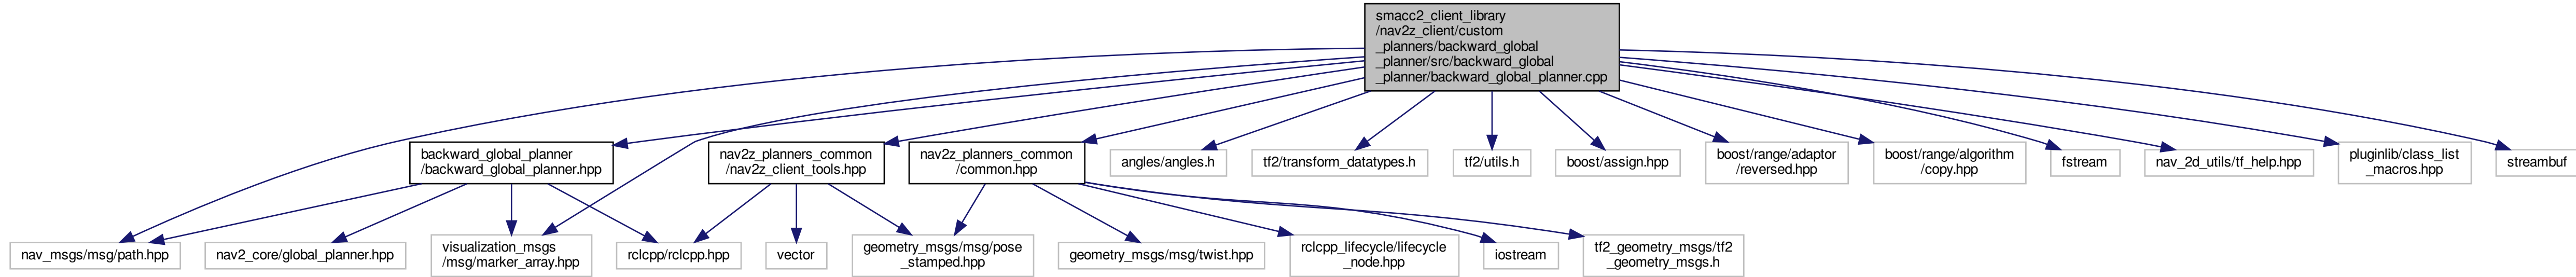 smacc2_client_library
/nav2z_client/custom
_planners/backward_global
_planner/src/backward_global
_planner/backward_global_planner.cpp
backward_global_planner
/backward_global_planner.hpp
nav2z_planners_common
/nav2z_client_tools.hpp
nav2z_planners_common
/common.hpp
angles/angles.h
tf2/transform_datatypes.h
tf2/utils.h
boost/assign.hpp
boost/range/adaptor
/reversed.hpp
boost/range/algorithm
/copy.hpp
fstream
nav_2d_utils/tf_help.hpp
pluginlib/class_list
_macros.hpp
streambuf
nav_msgs/msg/path.hpp
nav2_core/global_planner.hpp
visualization_msgs
/msg/marker_array.hpp
rclcpp/rclcpp.hpp
vector
geometry_msgs/msg/pose
_stamped.hpp
geometry_msgs/msg/twist.hpp
rclcpp_lifecycle/lifecycle
_node.hpp
iostream
tf2_geometry_msgs/tf2
_geometry_msgs.h